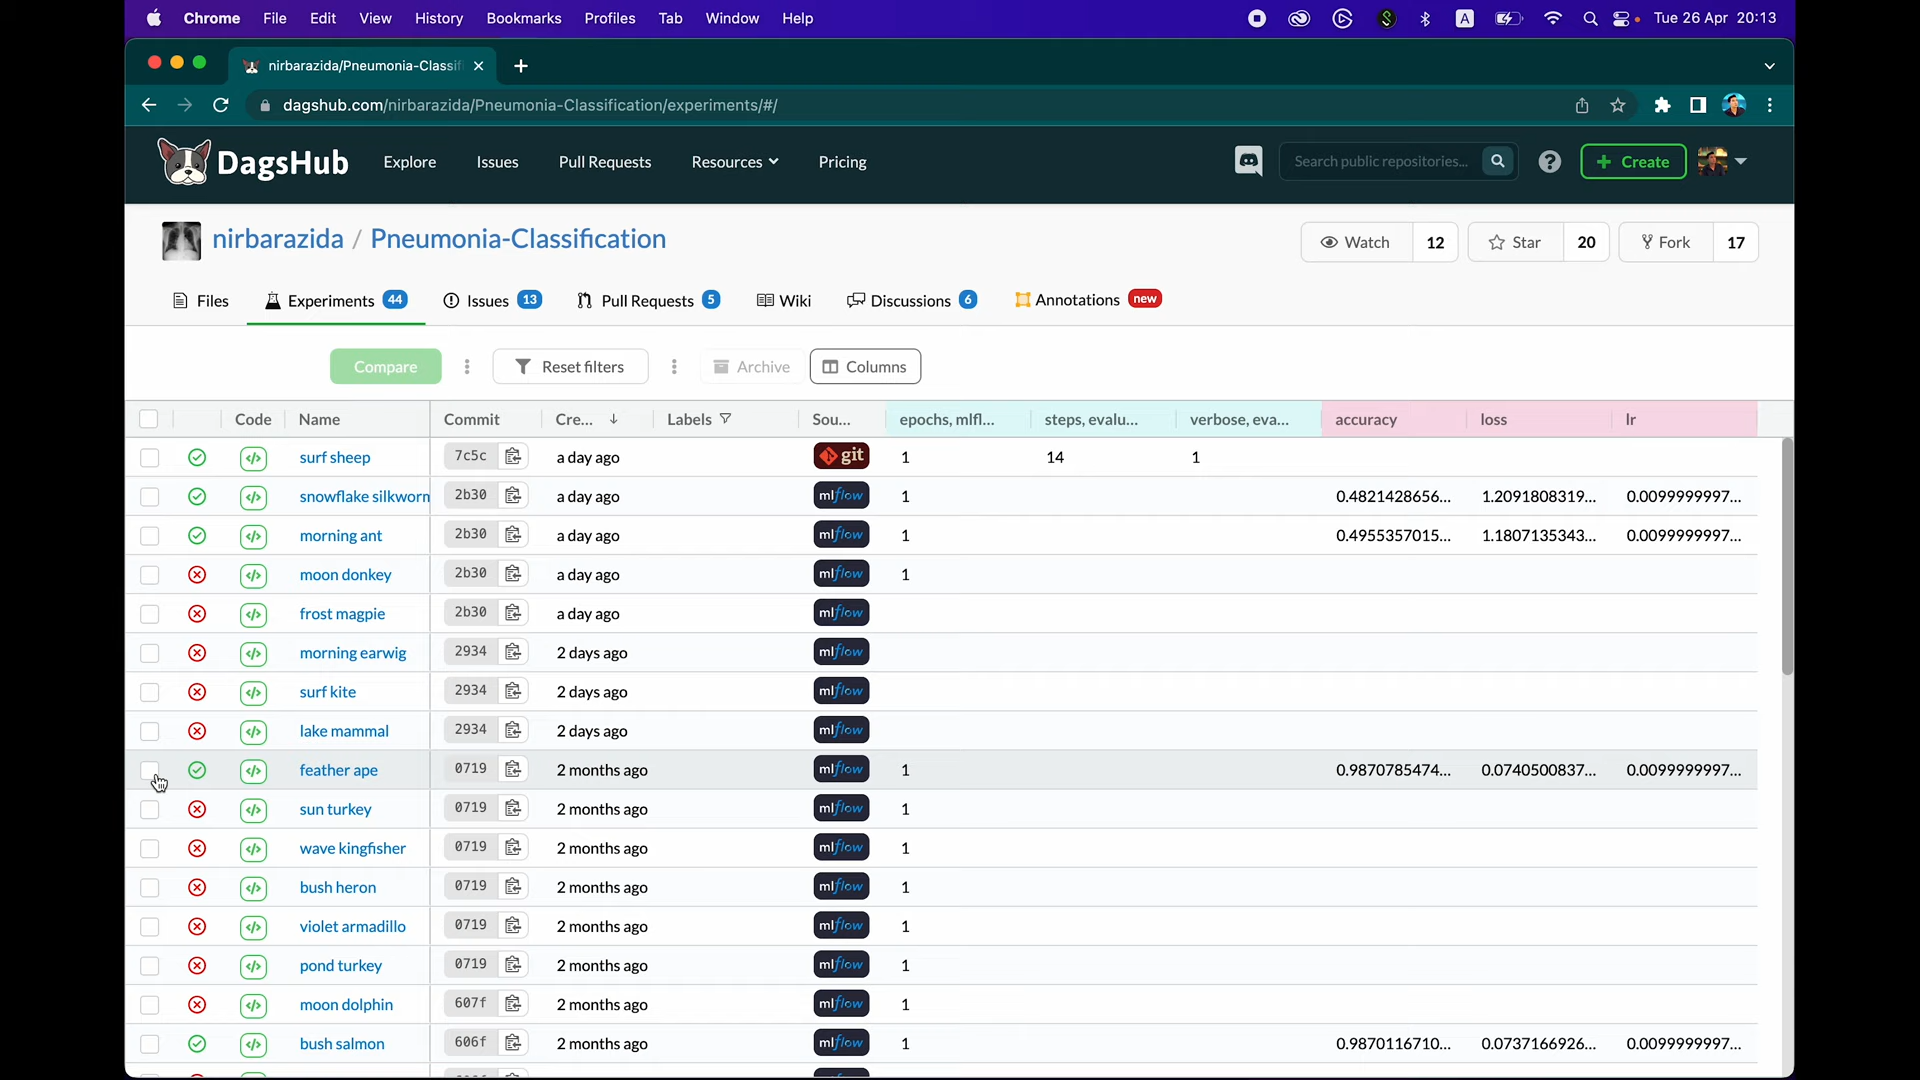 Chrome File Edit View History Bookmarks Profiles Tab Window Help A Tue 26 Apr 20:13
nirbarazida/Pneumonia-Classif
dagshub.com/nirbarazida/Pneumonia-Classification/experiments/#/
DagsHub Explore Issues Pull Requests Resources Pricing Search public repositories... + Create
nirbarazida / Pneumonia-Classification Watch 12 Star 20 Fork 17
Files Experiments 44 Issues 13 Pull Requests 5 Wiki Discussions 6 Annotations new
Compare Reset filters Archive Columns
Code Name Commit Cre... Labels Sou... epochs, mlfl... steps, evalu... verbose, eva... accuracy loss lr
surf sheep 7c5c a day ago git 1 14 1
snowflake silkworm 2b30 a day ago mlflow 1 0.4821428656... 1.2091808319... 0.0099999997...
morning ant 2b30 a day ago mlflow 1 0.4955357015... 1.1807135343... 0.0099999997...
moon donkey 2b30 a day ago mlflow 1
frost magpie 2b30 a day ago mlflow
morning earwig 2934 2 days ago mlflow
surf kite 2934 2 days ago mlflow
lake mammal 2934 2 days ago mlflow
feather ape 0719 2 months ago mlflow 1 0.9870785474... 0.0740500837... 0.0099999997...
sun turkey 0719 2 months ago mlflow 1
wave kingfisher 0719 2 months ago mlflow 1
bush heron 0719 2 months ago mlflow 1
violet armadillo 0719 2 months ago mlflow 1
pond turkey 0719 2 months ago mlflow 1
moon dolphin 607f 2 months ago mlflow 1
bush salmon 606f 2 months ago mlflow 1 0.9870116710... 0.0737166926... 0.0099999997...